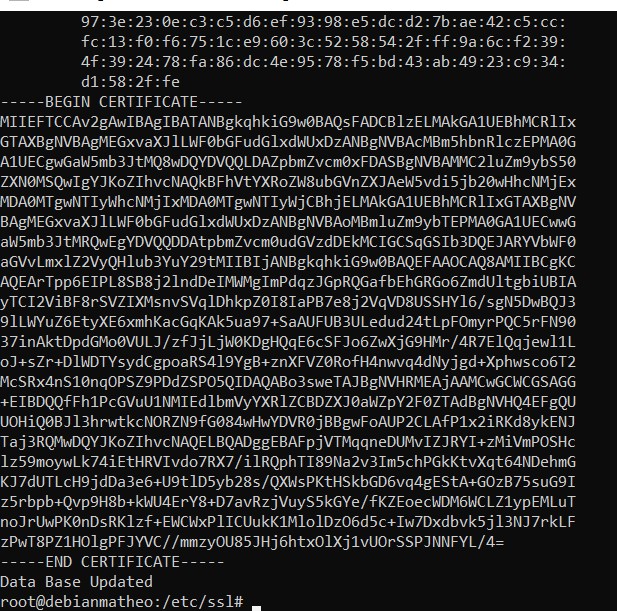 97:3e:23:0e:c3:c5:d6:ef:93:98:e5:dc:d2:7b:ae:42:c5:cc:
fc:13:f0:f6:75:1c:e9:60:3c:52:58:54:2f:ff:9a:6c:f2:39:
4f:39:24:78:fa:86:dc:4e:95:78:f5:bd:43:ab:49:23:c9:34:
d1:58:2f:fe
-----BEGIN CERTIFICATE-----
MIIEFTCCAv2gAwIBAgIBATANBgkqhkiG9w0BAQsFADCBlzELMAkGA1UEBhMCRlIx
GTAXBgNVBAgMEGxvaXJlLWF0bGFudGlxdWUxDzANBgNVBAcMBm5hbnRlczEPMA0G
A1UECgwGaW5mb3JtMQ8wDQYDVQQLDAZpbmZvcm0xFDASBgNVBAMMC2luZm9ybS50
ZXN0MSQwIgYJKoZIhvcNAQkBFhVtYXRoZW8ubGVnZXJAeW5vdi5jb20wHhcNMjEx
MDA0MTgwNTIyWhcNMjIxMDA0MTgwNTIyWjCBhjELMAkGA1UEBhMCRlIxGTAXBgNV
BAgMEGxvaXJlLWF0bGFudGlxdWUxDzANBgNVBAoMBmluZm9ybTEPMA0GA1UECwwG
aW5mb3JtMRQwEgYDVQQDDAtpbmZvcm0udGVzdDEkMCIGCSqGSIb3DQEJARYVbWF0
aGVvLmxlZ2VyQHlub3YuY29tMIIBIjANBgkqhkiG9w0BAQEFAAOCAQ8AMIIBCgKC
AQEArTpp6EIPL8SB8j2lndDeIMWMgImPdqzJGpRQGafbEhGRGo6ZmdUltgbiUBIA
yTCI2ViBF8rSVZIXMsnvSVqlDhkpZ0I8IaPB7e8j2VqVD8USSHYl6/sgN5DwBQJ3
9lLWYuZ6EtyXE6xmhKacGqKAk5ua97+SaAUFUB3ULedud24tLpFOmyrPQC5rFN90
37inAktDpdGMo0VULJ/zfJjLjW0KDgHQqE6cSFJo6ZwXjG9HMr/4R7ElQqjewl1L
oJ+sZr+DlWDTYsydCgpoaRS4l9YgB+znXFVZ0RofH4nwvq4dNyjgd+Xphwsco6T2
McSRx4nS10nqOPSZ9PDdZSPO5QIDAQABo3sweTAJBgNVHRMEAjAAMCwGCWCGSAGG
+EIBDQQfFh1PcGVuU1NMIEdlbmVyYXRlZCBDZXJ0aWZpY2F0ZTAdBgNVHQ4EFgQU
UOHiQ0BJl3hrwtkcNORZN9fG084wHwYDVR0jBBgwFoAUP2CLAfP1x2iRKd8ykENJ
Taj3RQMwDQYJKoZIhvcNAQELBQADggEBAFpjVTMqqneDUMvIZJRYI+zMiVmPOSHc
lz59moywLk74iEtHRVIvdo7RX7/ilRQphTI89Na2v3Im5chPGkKtvXqt64NDehmG
KJ7dUTLcH9jdDa3e6+U9tlD5yb28s/QXWsPKtHSkbGD6vq4gEStA+GOzB75suG9I
z5rbpb+Qvp9H8b+kWU4ErY8+D7avRzjVuyS5kGYe/fKZEoecWDM6WCLZ1ypEMLuT
noJrUwPK0nDsRKlzf+EWCWxPlICUukK1MlolDzO6d5c+Iw7Dxdbvk5jl3NJ7rkLF
zPwT8PZ1HOlgPFJYVC//mmzyOU85JHj6htxOlXj1vUOrSSPJNNFYL/4=
-----END CERTIFICATE-----
Data Base Updated
root@debianmatheo:/etc/ssl#